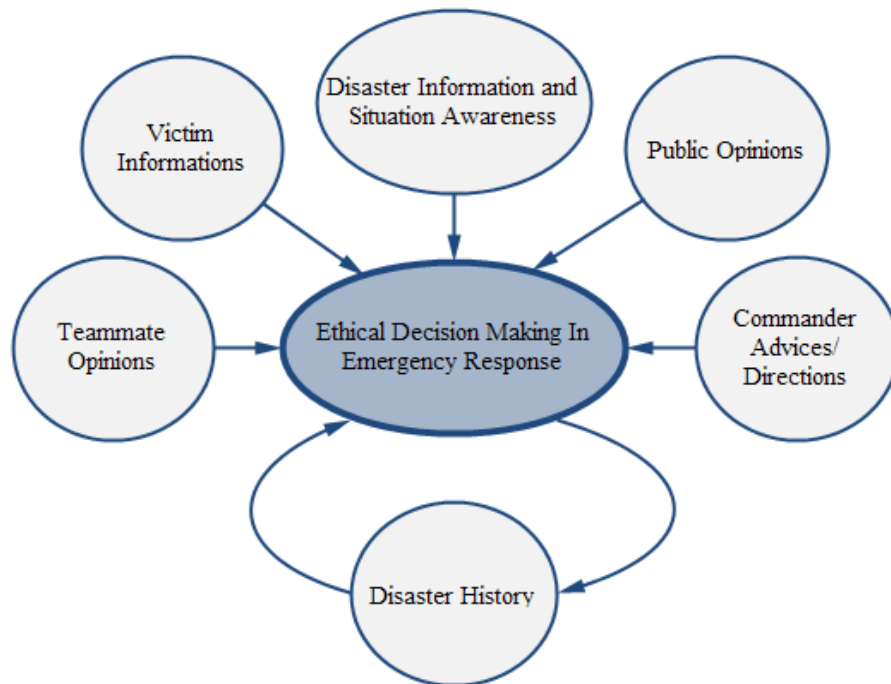 Disaster Information and
Situation Awareness
Victim
Informations
Public Opinions
Teammate
Opinions
Ethical Decision Making In
Emergency Response
Commander
Advices/
Directions
Disaster History